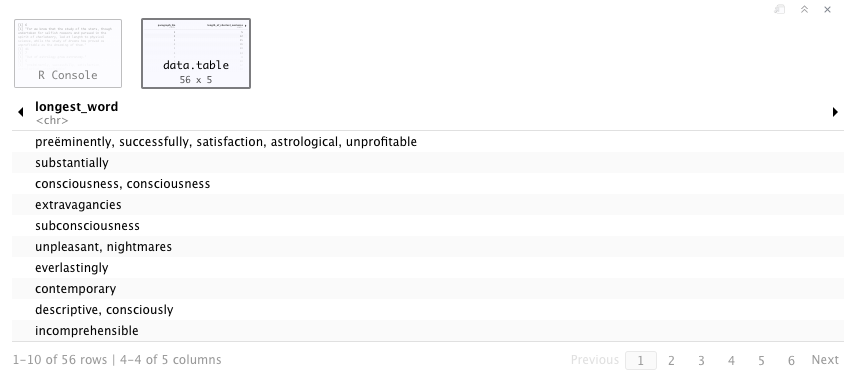 R Console
data.table
56 x 5
longest_word
<chr>
preëminently, successfully, satisfaction, astrological, unprofitable
substantially
consciousness, consciousness
extravagancies
subconsciousness
unpleasant, nightmares
everlastingly
contemporary
descriptive, consciously
incomprehensible
1-10 of 56 rows | 4-4 of 5 columns
Previous 1 2 3 4 5 6 Next